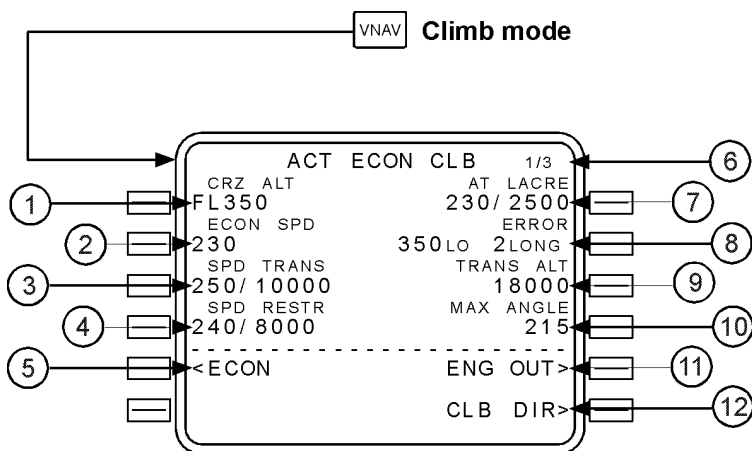 VNAV Climb mode
ACT ECON CLB 1/3 6
CRZ ALT AT LACRE
1 FL350 230/2500 7
ECON SPD ERROR
2 230 350LO 2LONG 8
SPD TRANS TRANS ALT
3 250/10000 18000 9
SPD RESTR MAX ANGLE
4 240/8000 215 10
--------------------------------
5 <ECON ENG OUT> 11
CLB DIR> 12